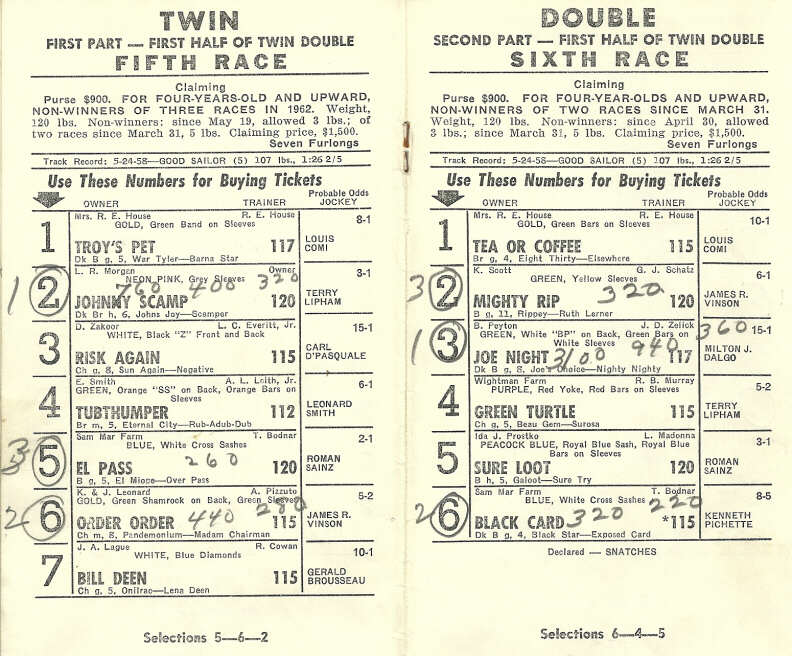 TWIN
FIRST PART — FIRST HALF OF TWIN DOUBLE
FIFTH RACE
Claiming
Purse $900. FOR FOUR-YEARS-OLD AND UPWARD,
NON-WINNERS OF THREE RACES IN 1962. Weight,
120 lbs. Non-winners: since May 19, allowed 3 lbs.; of
two races since March 31, 5 lbs. Claiming price, $1,500.
Seven Furlongs
Track Record: 5-24-58—GOOD SAILOR (5) 107 lbs., 1:26 2/5
Use These Numbers for Buying Tickets
OWNER TRAINER Probable Odds JOCKEY
Mrs. R. E. House R. E. House 8-1
GOLD, Green Band on Sleeves
1 TROY'S PET 117 LOUIS COMI
Dk B g, 5, War Tyler—Barna Star
L. R. Morgan Owner 3-1
NEON PINK, Grey Sleeves
760 400 320
1 2 JOHNNY SCAMP 120 TERRY LIPHAM
Dk Br h, 6, Johns Joy—Scemper
D. Zakoor L. C. Everitt, Jr. 15-1
WHITE, Black "Z" Front and Back
3 RISK AGAIN 115 CARL D'PASQUALE
Ch g, 8, Sun Again—Negative
E. Smith A. L. Leith, Jr. 6-1
GREEN, Orange "SS" on Back, Orange Bars on
Sleeves
4 TUBTHUMPER 112 LEONARD SMITH
Br m, 5, Eternal City—Rub-Adub-Dub
Sam Mar Farm T. Bodnar 2-1
BLUE, White Cross Sashes
260
3 5 EL PASS 120 ROMAN SAINZ
B g, 5, El Mioce—Over Pass
K. & J. Leonard A. Pizzuto 5-2
GOLD, Green Shamrock on Back, Green Sleeves
440 280
2 6 ORDER ORDER 115 JAMES R. VINSON
Ch m, 8, Pandemonium—Madam Chairman
J. A. Lague R. Cowan 10-1
WHITE, Blue Diamonds
7 BILL DEEN 115 GERALD BROUSSEAU
Ch g, 5, Onilrac—Lena Deen
Selections 5—6—2
DOUBLE
SECOND PART — FIRST HALF OF TWIN DOUBLE
SIXTH RACE
Claiming
Purse $900. FOR FOUR-YEAR-OLDS AND UPWARD,
NON-WINNERS OF TWO RACES SINCE MARCH 31.
Weight, 120 lbs. Non-winners: since April 30, allowed
3 lbs.; since March 31, 5 lbs. Claiming price, $1,500.
Seven Furlongs
Track Record: 5-24-58—GOOD SAILOR (5) 107 lbs., 1:26 2/5
Use These Numbers for Buying Tickets
OWNER TRAINER Probable Odds JOCKEY
Mrs. R. E. House R. E. House 10-1
GOLD, Green Bars on Sleeves
1 TEA OR COFFEE 115 LOUIS COMI
Br g, 4, Eight Thirty—Elsewhere
K. Scott G. J. Schatz 6-1
GREEN, Yellow Sleeves
320
3 2 MIGHTY RIP 120 JAMES R. VINSON
B g, 11, Rippey—Ruth Lerner
B. Peyton J. D. Zelick 360 15-1
GREEN, White "BP" on Back, Green Bars on
White Sleeves
1 3 JOE NIGHT 3100 940 117 MILTON J. DALGO
Dk B g, 8, Joe's Choice—Nighty Nighty
Wightman Farm R. B. Murray 5-2
PURPLE, Red Yoke, Red Bars on Sleeves
4 GREEN TURTLE 115 TERRY LIPHAM
Ch g, 5, Beau Gem—Surosa
Ida J. Prostko L. Madonna 3-1
PEACOCK BLUE, Royal Blue Sash, Royal Blue
Bars on Sleeves
5 SURE LOOT 115 ROMAN SAINZ
B h, 5, Galoot—Sure Try
Sam Mar Farm T. Bodnar 8-5
BLUE, White Cross Sashes
2 6 BLACK CARD 320 220 *115 KENNETH PICHETTE
Dk B g, 4, Black Star—Exposed Card
Declared — SNATCHES
Selections 6—4—5